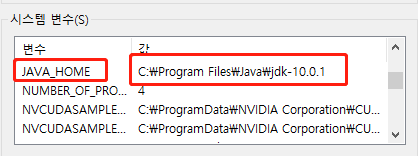 시스템 변수(S)
변수 값
JAVA_HOME C:₩Program Files₩Java₩jdk-10.0.1
NUMBER_OF_PRO... 4
NVCUDASAMPLE... C:₩ProgramData₩NVIDIA Corporation₩CU...
NVCUDASAMPLE... C:₩ProgramData₩NVIDIA Corporation₩CU...